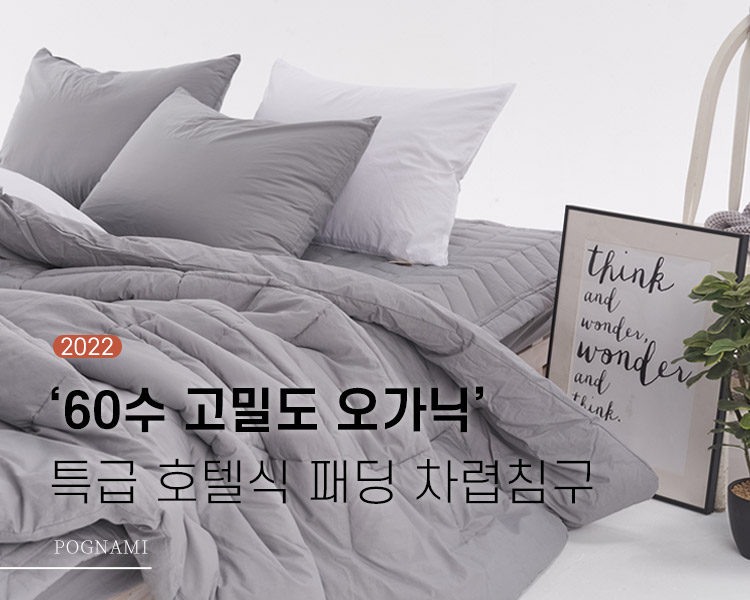 think
and
wonder,
wonder
and
think.
2022
‘60수 고밀도 오가닉’
특급 호텔식 패딩 차렵침구
POGNAMI